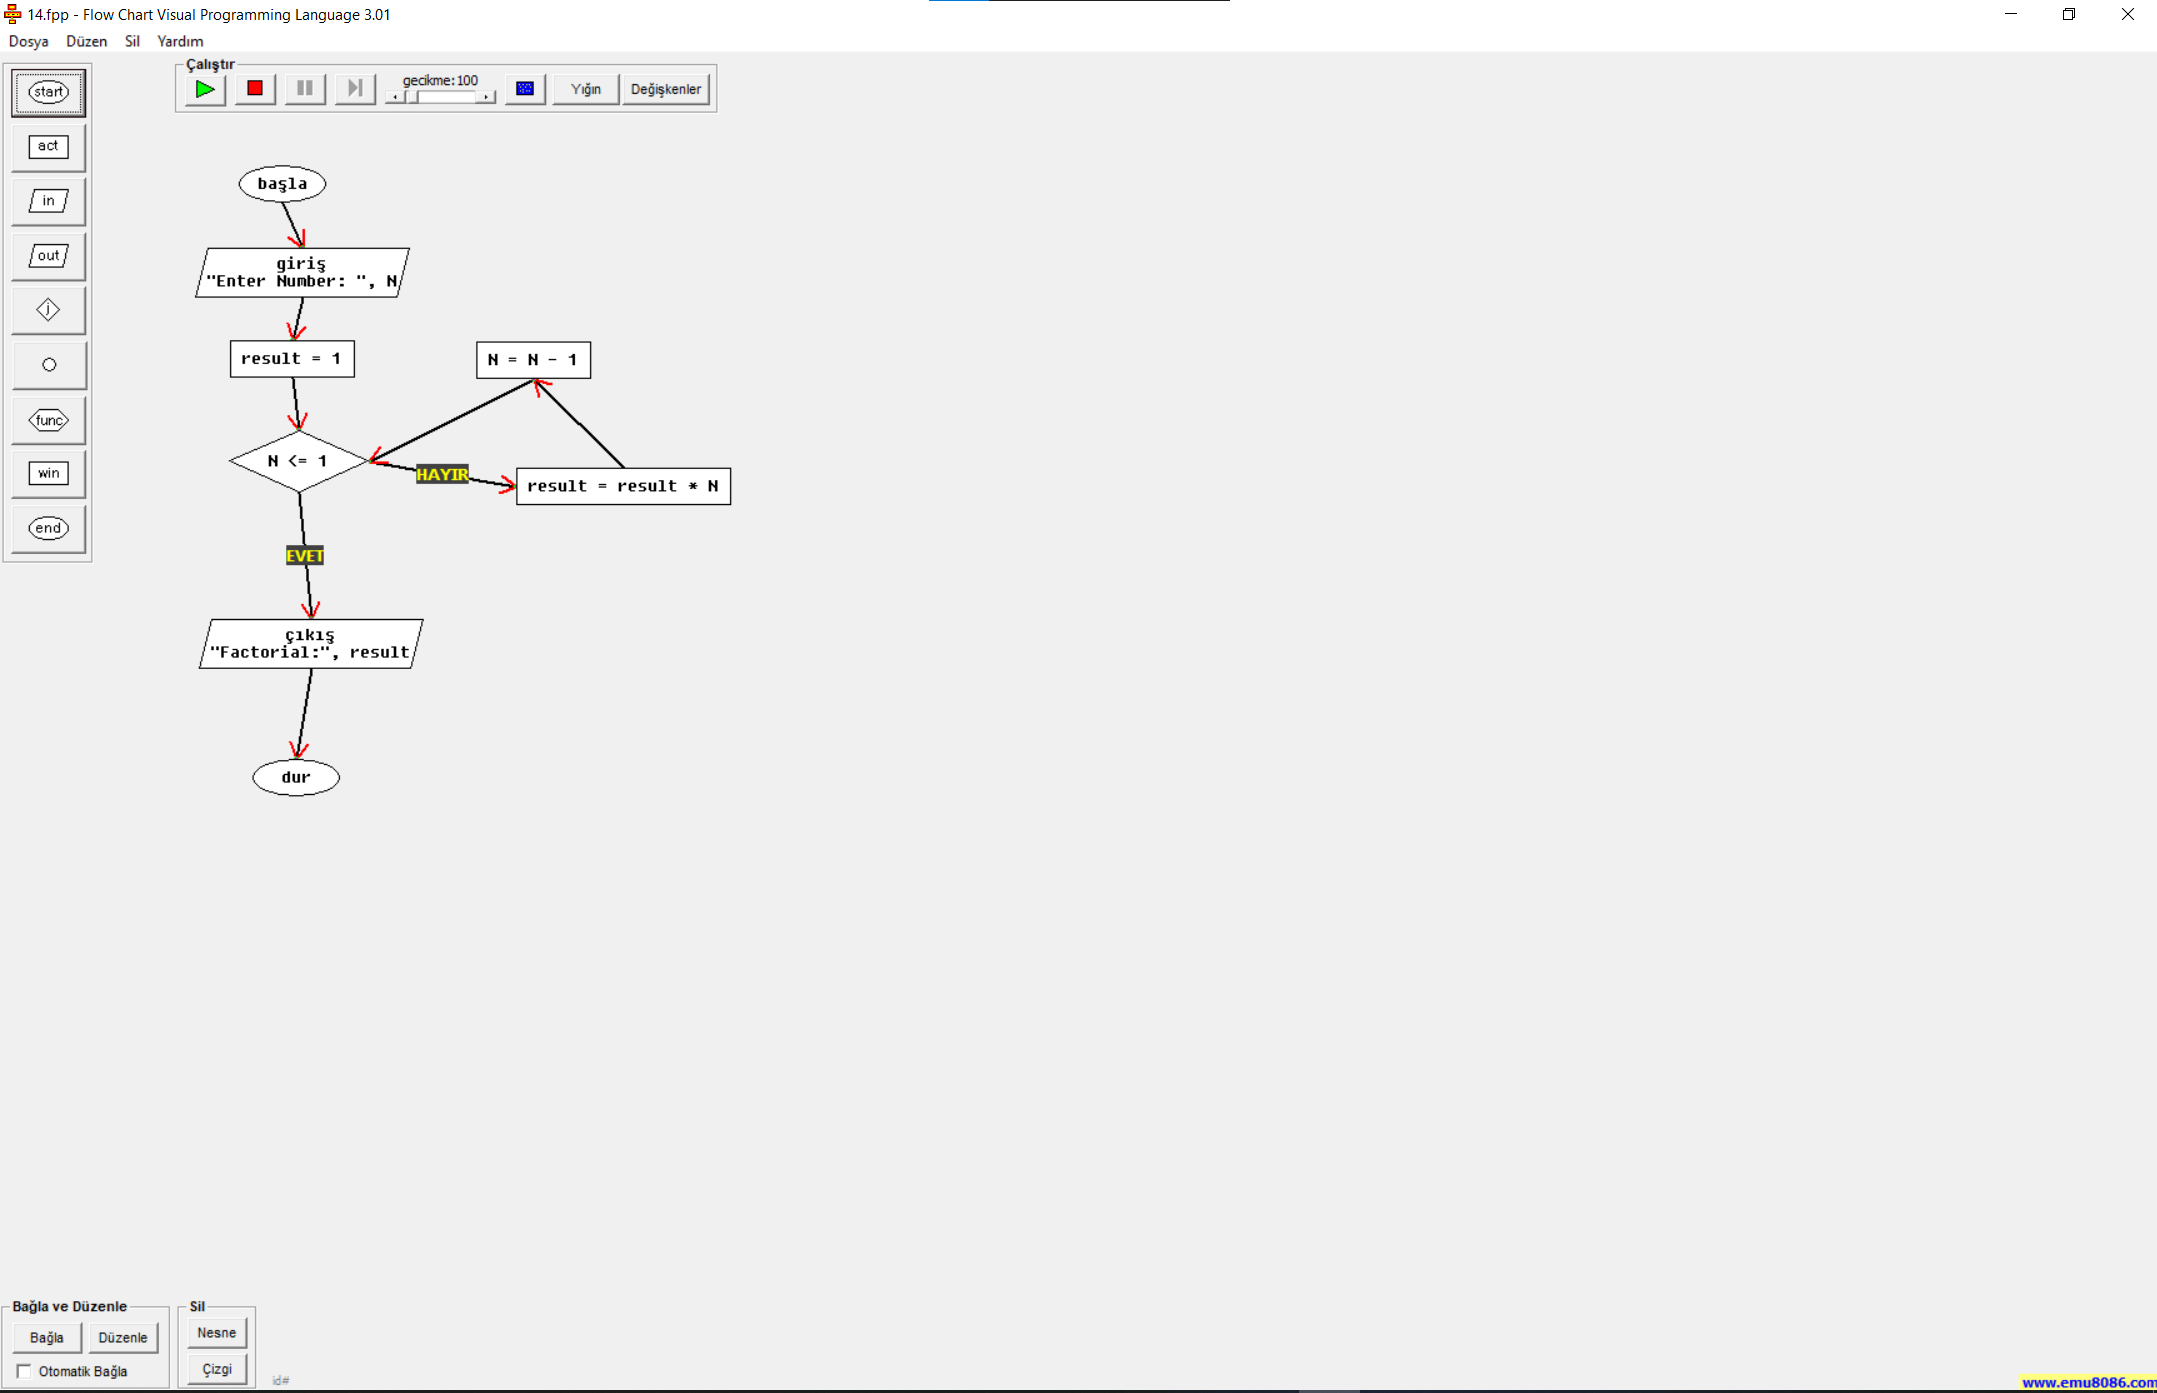 14.fpp - Flow Chart Visual Programming Language 3.01
Dosya Düzen Sil Yardım
Çalıştır
gecikme:100
Yığın
Değişkenler
start
act
in
out
j
func
win
end
başla
giriş
"Enter Number: ", N
result = 1
N = N - 1
N <= 1
HAYIR
result = result * N
EVET
çıkış
"Factorial:", result
dur
Bağla ve Düzenle
Bağla
Düzenle
Otomatik Bağla
Sil
Nesne
Çizgi
id#
www.emu8086.com